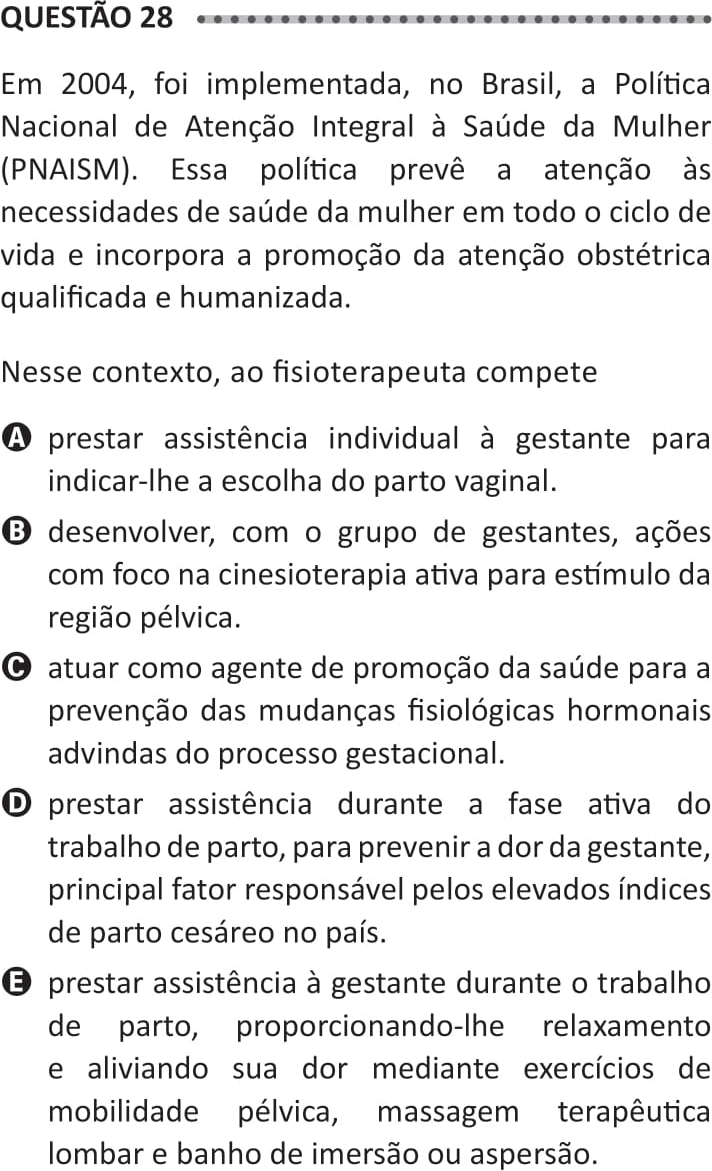 QUESTÃO 28
Em 2004, foi implementada, no Brasil, a Política
Nacional de Atenção Integral à Saúde da Mulher
(PNAISM). Essa política prevê a atenção às
necessidades de saúde da mulher em todo o ciclo de
vida e incorpora a promoção da atenção obstétrica
qualificada e humanizada.
Nesse contexto, ao fisioterapeuta compete
A prestar assistência individual à gestante para
indicar-lhe a escolha do parto vaginal.
B desenvolver, com o grupo de gestantes, ações
com foco na cinesioterapia ativa para estímulo da
região pélvica.
C atuar como agente de promoção da saúde para a
prevenção das mudanças fisiológicas hormonais
advindas do processo gestacional.
D prestar assistência durante a fase ativa do
trabalho de parto, para prevenir a dor da gestante,
principal fator responsável pelos elevados índices
de parto cesáreo no país.
E prestar assistência à gestante durante o trabalho
de parto, proporcionando-lhe relaxamento
e aliviando sua dor mediante exercícios de
mobilidade pélvica, massagem terapêutica
lombar e banho de imersão ou aspersão.